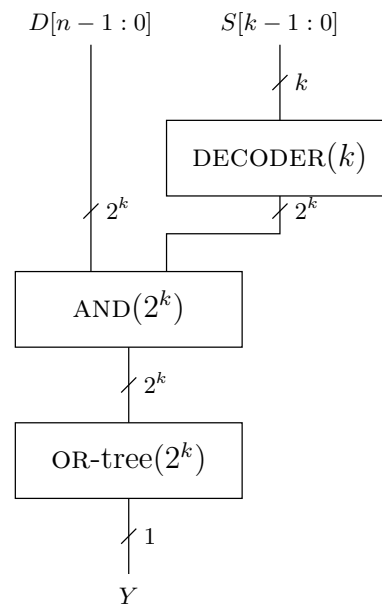 D[n − 1 : 0] S[k − 1 : 0]
k
DECODER(k)
2^k 2^k
AND(2^k)
2^k
OR-tree(2^k)
1
Y